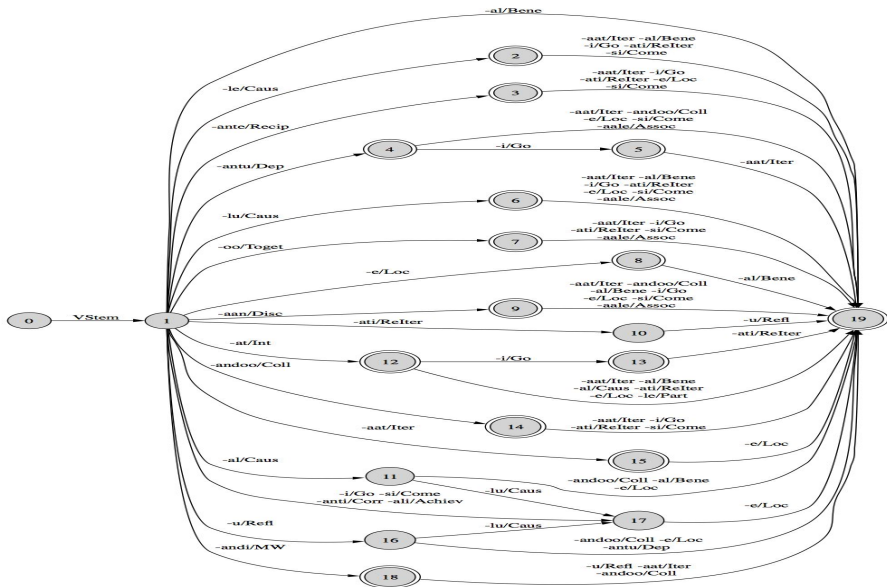 -al/Bene
-le/Caus
2
-aat/Iter -al/Bene
-i/Go -ati/ReIter
-si/Come
-ante/Recip
3
-aat/Iter -i/Go
-ati/ReIter -e/Loc
-si/Come
-antu/Dep
4
-i/Go
5
-aat/Iter -andoo/Coll
-e/Loc -si/Come
-aale/Assoc
-aat/Iter
-lu/Caus
6
-aat/Iter -al/Bene
-i/Go -ati/ReIter
-e/Loc -si/Come
-aale/Assoc
-oo/Toget
7
-aat/Iter -i/Go
-ati/ReIter -si/Come
-aale/Assoc
-e/Loc
8
-al/Bene
0
VStem
1
-aan/Disc
9
-aat/Iter -andoo/Coll
-al/Bene -i/Go
-e/Loc -si/Come
-aale/Assoc
19
-ati/ReIter
10
-u/Refl
-at/Int
12
-i/Go
13
-ati/ReIter
-aat/Iter -al/Bene
-al/Caus -ati/ReIter
-e/Loc -le/Part
-andoo/Coll
14
-aat/Iter -i/Go
-ati/ReIter -si/Come
-aat/Iter
15
-e/Loc
-al/Caus
11
-andoo/Coll -al/Bene
-e/Loc
-lu/Caus
-i/Go -si/Come
-anti/Corr -ali/Achiev
17
-e/Loc
-u/Refl
16
-lu/Caus
-andoo/Coll -e/Loc
-antu/Dep
-andi/MW
18
-u/Refl -aat/Iter
-andoo/Coll